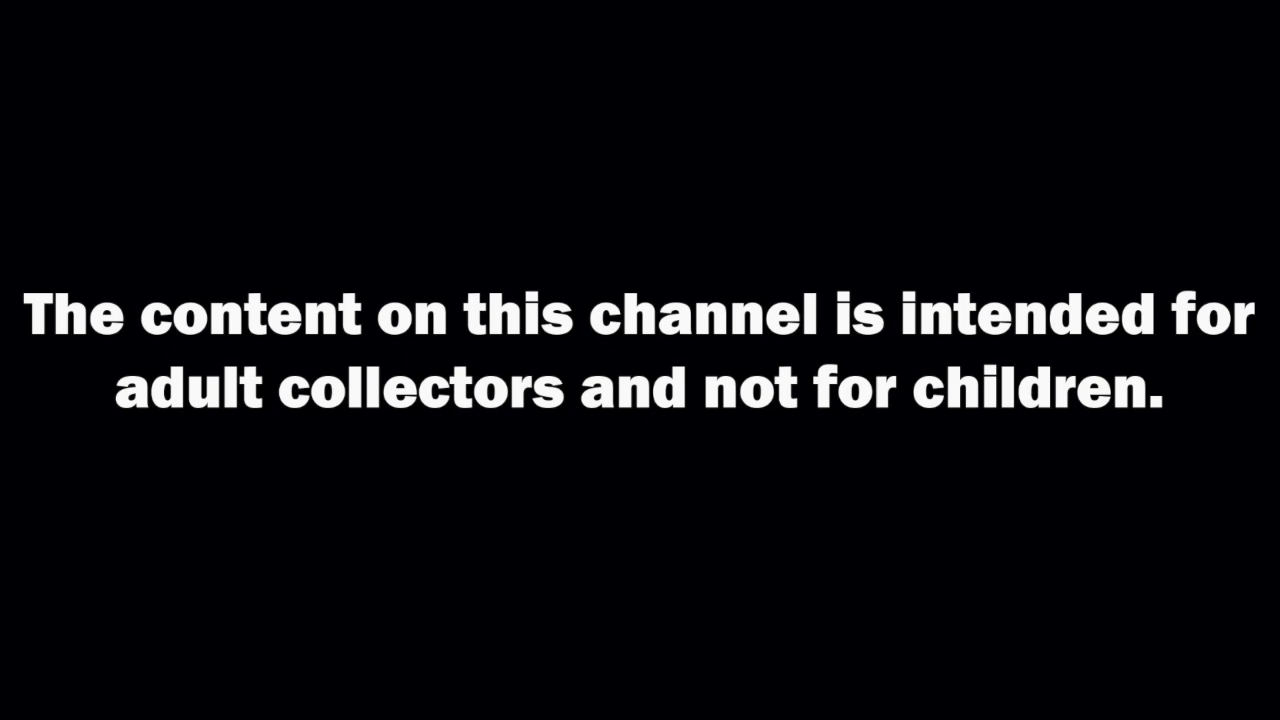 The content on this channel is intended for
adult collectors and not for children.